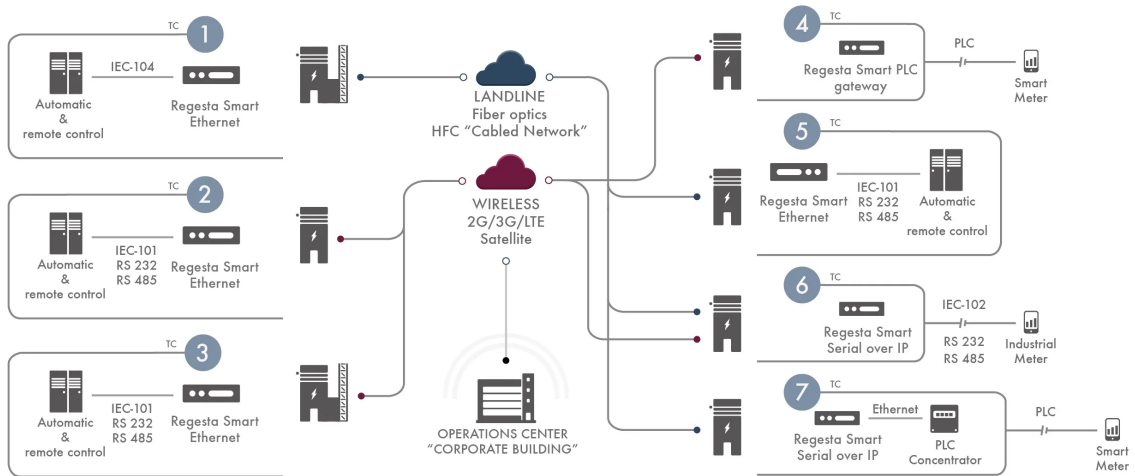 TC
1
IEC-104
Automatic
&
remote control
Regesta Smart
Ethernet
TC
2
IEC-101
RS 232
RS 485
Automatic
&
remote control
Regesta Smart
Ethernet
TC
3
IEC-101
RS 232
RS 485
Automatic
&
remote control
Regesta Smart
Ethernet
LANDLINE
Fiber optics
HFC “Cabled Network”
WIRELESS
2G/3G/LTE
Satellite
OPERATIONS CENTER
“CORPORATE BUILDING”
4
TC
Regesta Smart PLC
gateway
PLC
Smart
Meter
5
TC
Regesta Smart
Ethernet
IEC-101
RS 232
RS 485
Automatic
&
remote control
6
TC
Regesta Smart
Serial over IP
IEC-102
RS 232
RS 485
Industrial
Meter
7
TC
Regesta Smart
Serial over IP
Ethernet
PLC
Concentrator
PLC
Smart
Meter